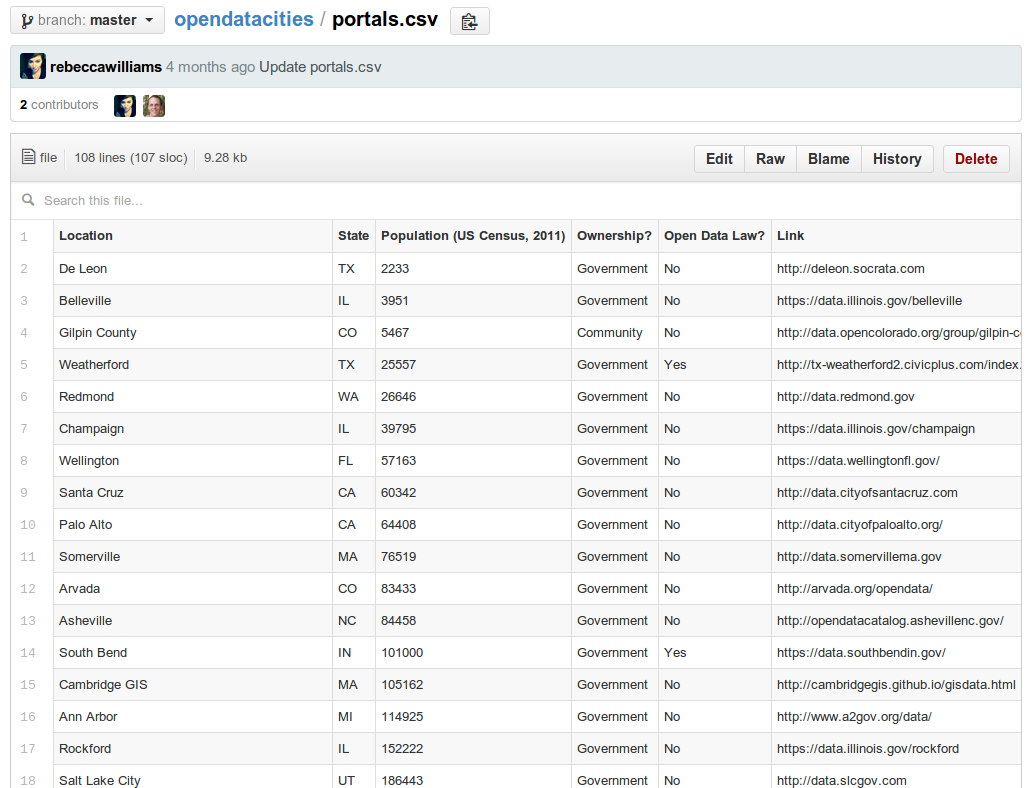 branch: master opendatacities / portals.csv
rebeccawilliams 4 months ago Update portals.csv
2 contributors
file 108 lines (107 sloc) 9.28 kb Edit Raw Blame History Delete
Search this file...
1 Location State Population (US Census, 2011) Ownership? Open Data Law? Link
2 De Leon TX 2233 Government No http://deleon.socrata.com
3 Belleville IL 3951 Government No https://data.illinois.gov/belleville
4 Gilpin County CO 5467 Community No http://data.opencolorado.org/group/gilpin-c
5 Weatherford TX 25557 Government Yes http://tx-weatherford2.civicplus.com/index.
6 Redmond WA 26646 Government No http://data.redmond.gov
7 Champaign IL 39795 Government No https://data.illinois.gov/champaign
8 Wellington FL 57163 Government No https://data.wellingtonfl.gov/
9 Santa Cruz CA 60342 Government No http://data.cityofsantacruz.com
10 Palo Alto CA 64408 Government No http://data.cityofpaloalto.org/
11 Somerville MA 76519 Government No http://data.somervillema.gov
12 Arvada CO 83433 Government No http://arvada.org/opendata/
13 Asheville NC 84458 Government No http://opendatacatalog.ashevillenc.gov/
14 South Bend IN 101000 Government Yes https://data.southbendin.gov/
15 Cambridge GIS MA 105162 Government No http://cambridgegis.github.io/gisdata.html
16 Ann Arbor MI 114925 Government No http://www.a2gov.org/data/
17 Rockford IL 152222 Government No https://data.illinois.gov/rockford
18 Salt Lake City UT 186443 Government No http://data.slcgov.com